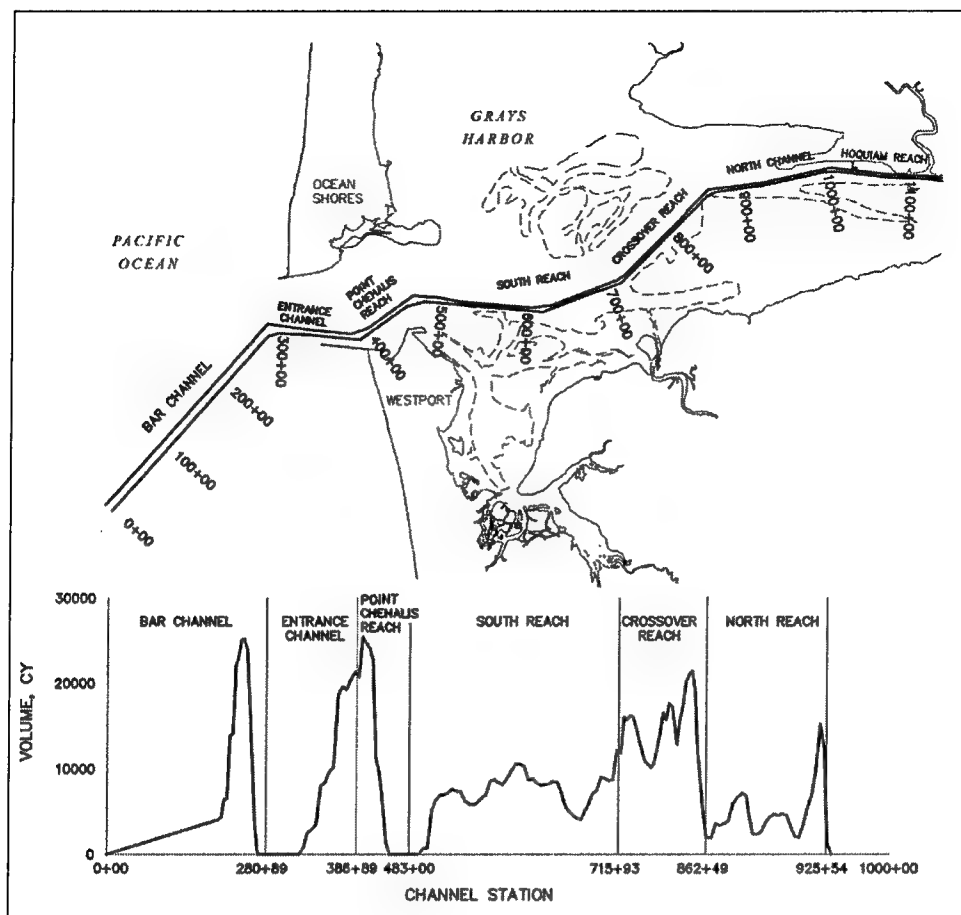 GRAYS
HARBOR
OCEAN
SHORES
PACIFIC
OCEAN
NORTH CHANNEL
HOQUIAM REACH
CROSSOVER REACH
SOUTH REACH
POINT
CHEHALIS
REACH
ENTRANCE
CHANNEL
BAR CHANNEL
WESTPORT
0+00
100+00
200+00
300+00
400+00
500+00
600+00
700+00
800+00
900+00
1000+00
1400+00
30000
20000
10000
0
VOLUME, CY
BAR CHANNEL
ENTRANCE
CHANNEL
POINT
CHEHALIS
REACH
SOUTH REACH
CROSSOVER
REACH
NORTH REACH
0+00
280+89
386+89
483+00
715+93
862+49
925+54
1000+00
CHANNEL STATION